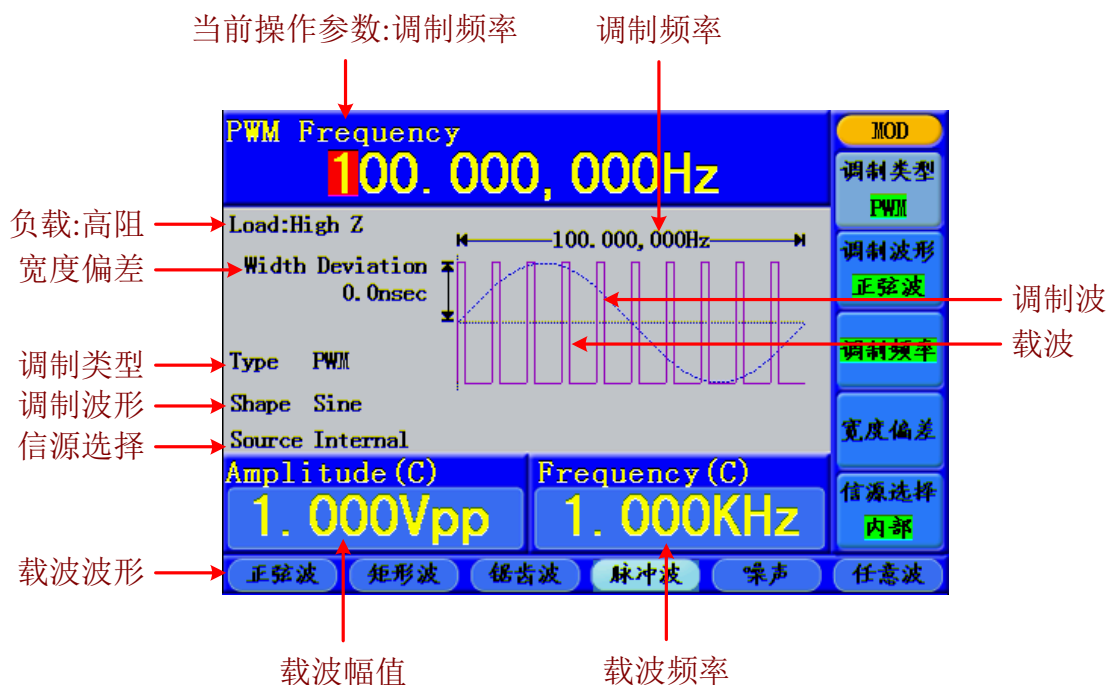 当前操作参数:调制频率
调制频率
PWM Frequency
100.000,000Hz
MOD
调制类型
PWM
调制波形
正弦波
调制频率
宽度偏差
信源选择
内部
负载:高阻
Load:High Z
100.000,000Hz
宽度偏差
Width Deviation
0.0nsec
调制波
载波
调制类型
Type PWM
调制波形
Shape Sine
信源选择
Source Internal
Amplitude(C)
1.000Vpp
Frequency(C)
1.000KHz
载波波形
正弦波 矩形波 锯齿波 脉冲波 噪声 任意波
载波幅值
载波频率